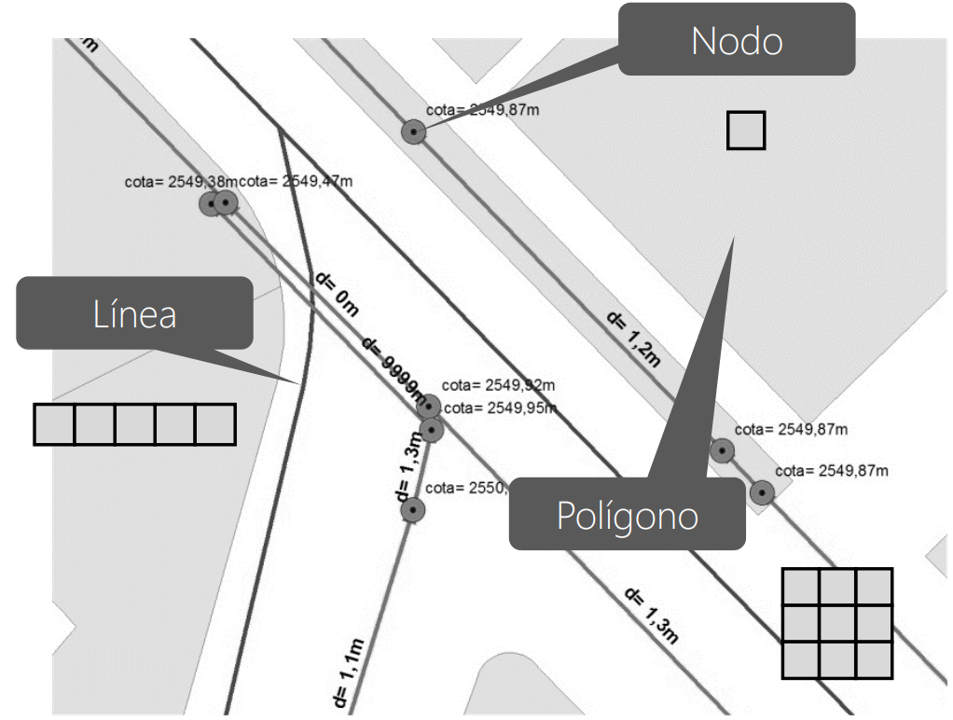 m
Nodo
cota= 2549,87m
cota= 2549,38m
cota= 2549,47m
d= 0m
Línea
d= 9999m
d= 1,2m
cota= 2549,92m
cota= 2549,95m
cota= 2549,87m
d= 1,3m
cota= 2549,87m
cota= 2550,
Polígono
d= 1,3m
d= 1,1m